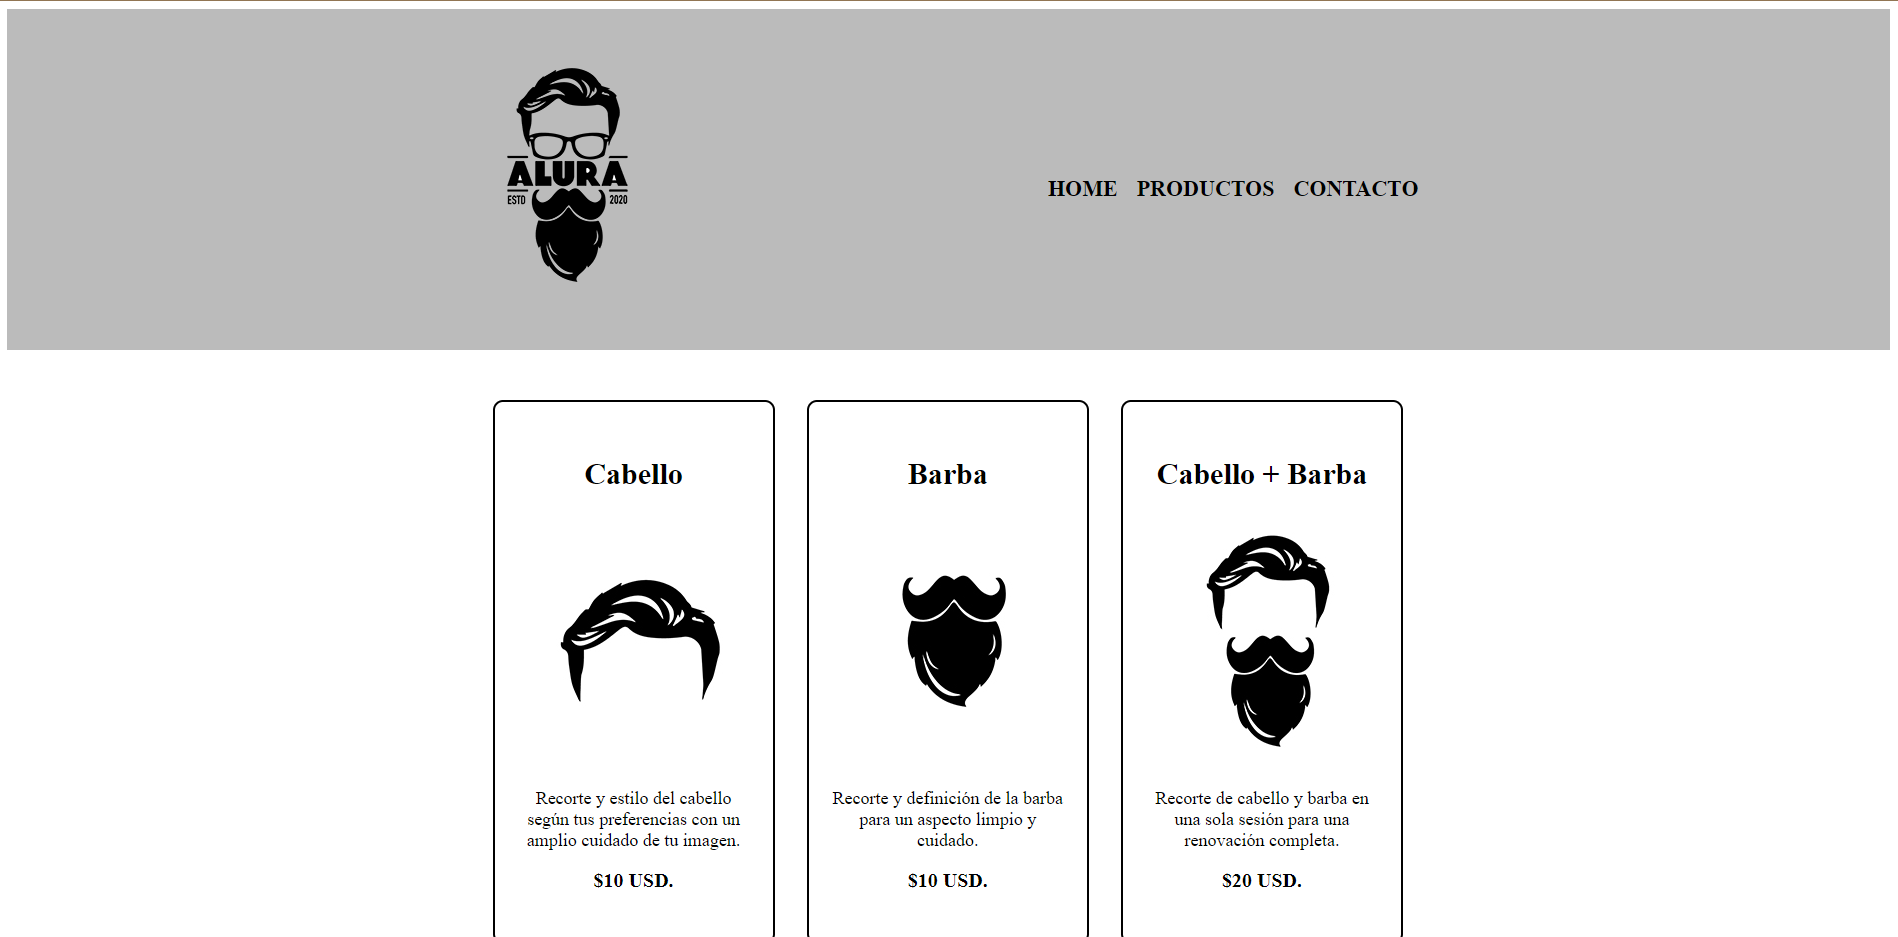 ALURA
ESTD 2020
HOME PRODUCTOS CONTACTO
Cabello
Recorte y estilo del cabello
según tus preferencias con un
amplio cuidado de tu imagen.
$10 USD.
Barba
Recorte y definición de la barba
para un aspecto limpio y
cuidado.
$10 USD.
Cabello + Barba
Recorte de cabello y barba en
una sola sesión para una
renovación completa.
$20 USD.